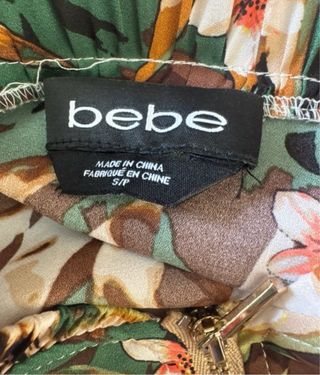 bebe
MADE IN CHINA
FABRIQUÉ EN CHINE
S/P